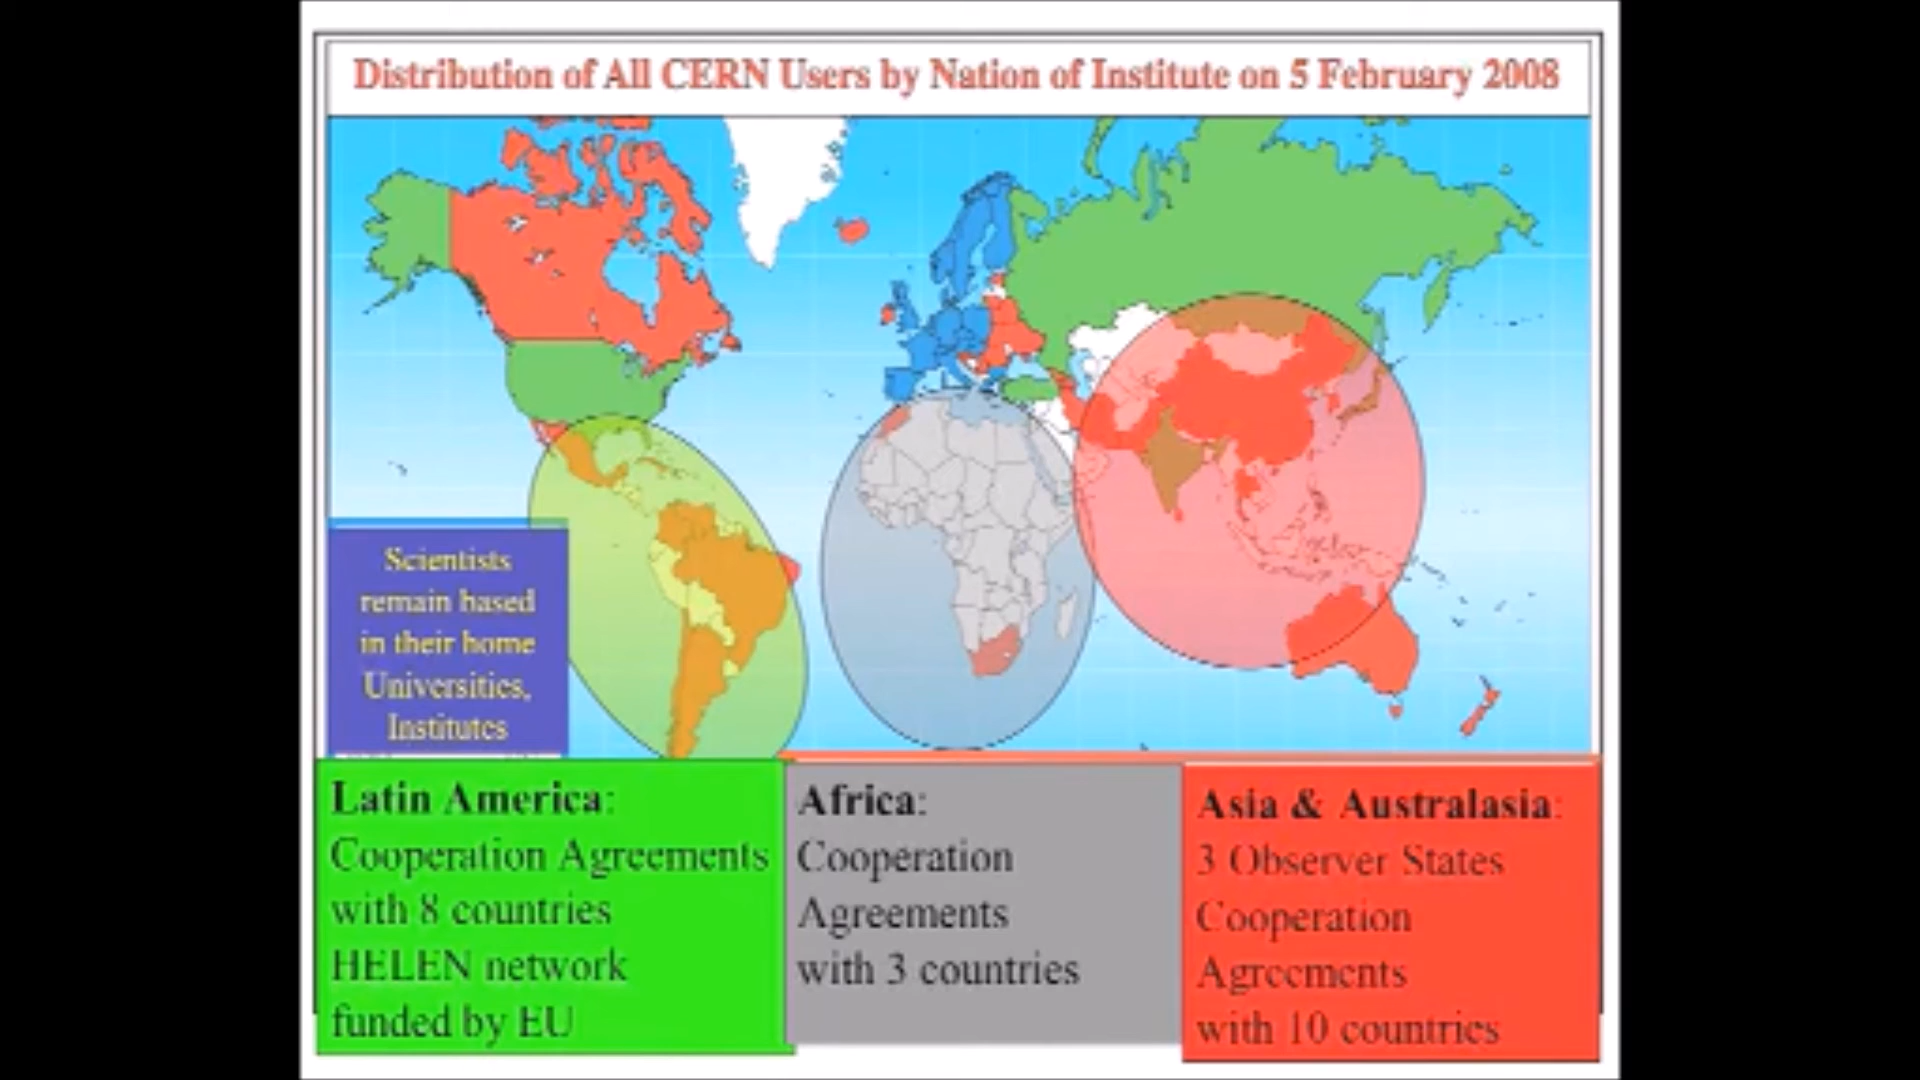 Distribution of All CERN Users by Nation of Institute on 5 February 2008
Scientists
remain based
in their home
Universities,
Institutes
Latin America:
Cooperation Agreements
with 8 countries
HELEN network
funded by EU
Africa:
Cooperation
Agreements
with 3 countries
Asia & Australasia:
3 Observer States
Cooperation
Agreements
with 10 countries